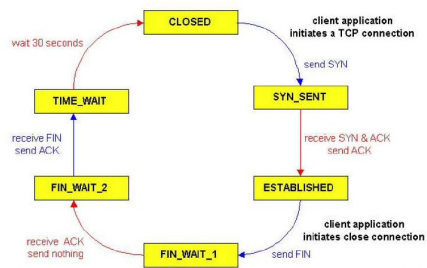 CLOSED
client application
initiates a TCP connection
wait 30 seconds
send SYN
TIME_WAIT
SYN_SENT
receive FIN
send ACK
receive SYN & ACK
send ACK
FIN_WAIT_2
ESTABLISHED
client application
initiates close connection
receive ACK
send nothing
FIN_WAIT_1
send FIN